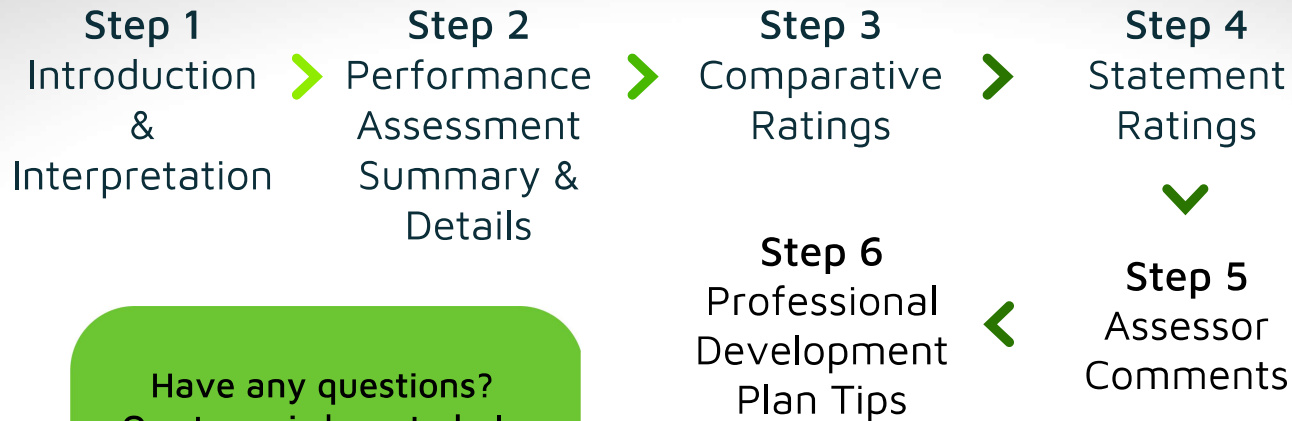 Step 1
Introduction
&
Interpretation
Step 2
Performance
Assessment
Summary &
Details
Step 3
Comparative
Ratings
Step 4
Statement
Ratings
Step 5
Assessor
Comments
Step 6
Professional
Development
Plan Tips
Have any questions?